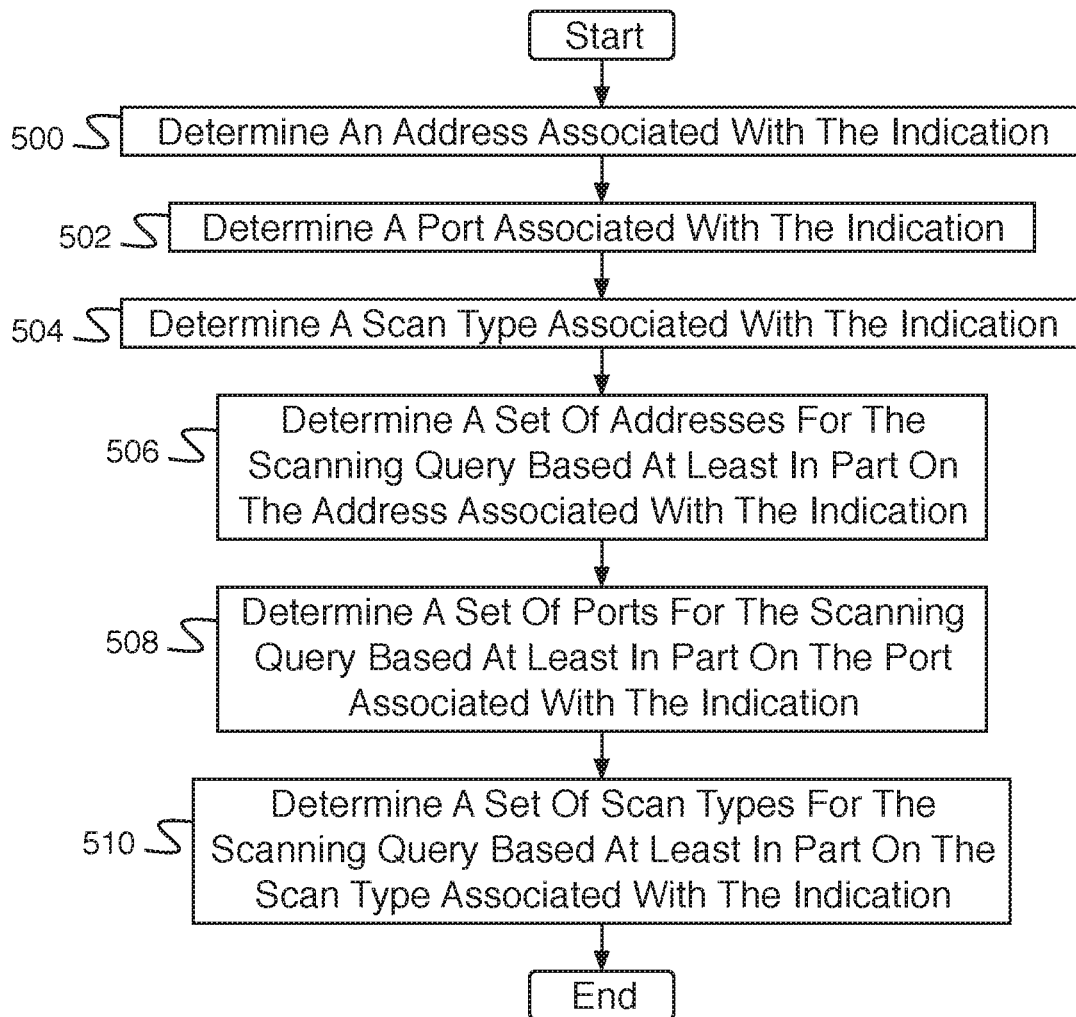 Start
500
Determine An Address Associated With The Indication
502
Determine A Port Associated With The Indication
504
Determine A Scan Type Associated With The Indication
506
Determine A Set Of Addresses For The
Scanning Query Based At Least In Part On
The Address Associated With The Indication
508
Determine A Set Of Ports For The Scanning
Query Based At Least In Part On The Port
Associated With The Indication
510
Determine A Set Of Scan Types For The
Scanning Query Based At Least In Part On The
Scan Type Associated With The Indication
End